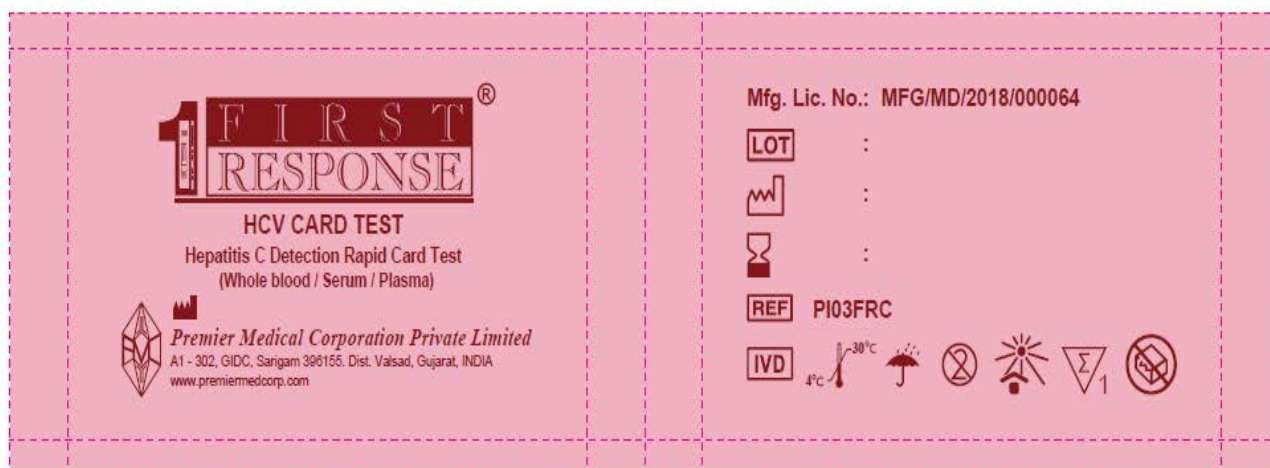 1 FIRST ®
RESPONSE
HCV CARD TEST
Hepatitis C Detection Rapid Card Test
(Whole blood / Serum / Plasma)
Premier Medical Corporation Private Limited
A1 - 302, GIDC, Sarigam 396155. Dist. Valsad, Gujarat, INDIA
www.premiermedcorp.com
Mfg. Lic. No.: MFG/MD/2018/000064
LOT :
:
:
REF PI03FRC
IVD 4°C 30°C 2 Σ 1